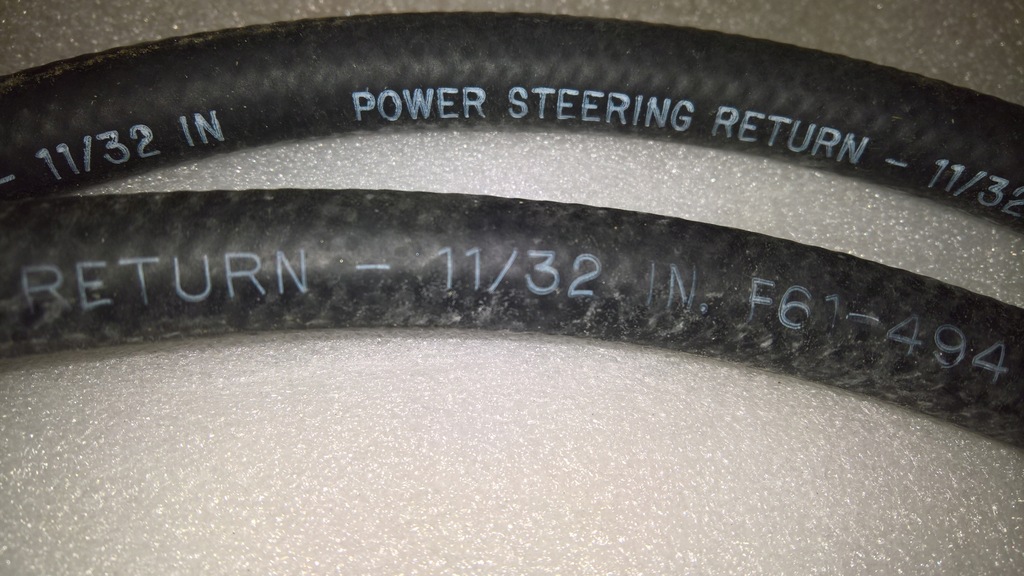 - 11/32 IN POWER STEERING RETURN - 11/32
RETURN - 11/32 IN. F61-494